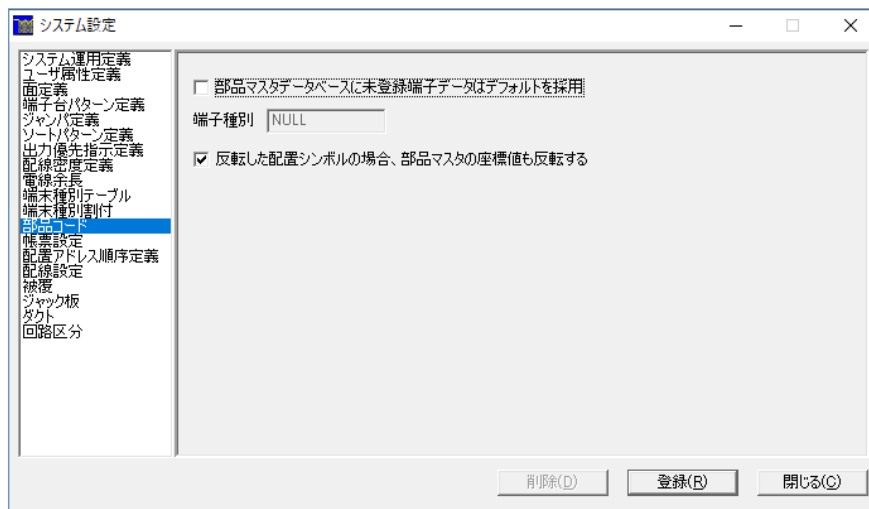 システム設定
システム運用定義
ユーザ属性定義
面定義
端子台パターン定義
ジャンパ定義
ソートパターン定義
出力優先指示定義
配線密度定義
電線余長
端末種別テーブル
端末種別割付
部品コード
帳票設定
配置アドレス順序定義
配線設定
被覆
ジャック板
ダクト
回路区分
部品マスタデータベースに未登録端子データはデフォルトを採用
端子種別 NULL
反転した配置シンボルの場合、部品マスタの座標値も反転する
削除(D) 登録(R) 閉じる(C)